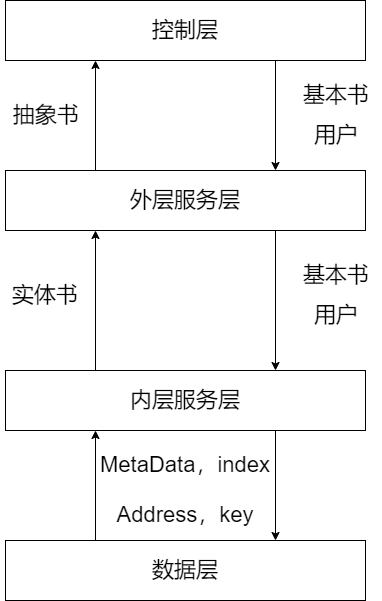 控制层
抽象书
基本书
用户
外层服务层
实体书
基本书
用户
内层服务层
MetaData，index
Address，key
数据层